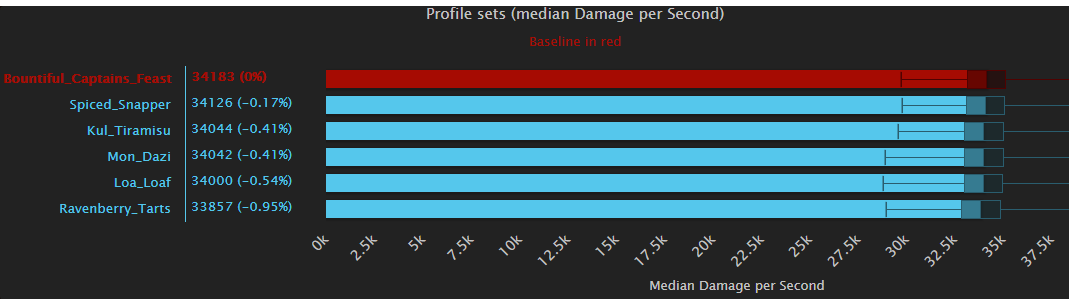 Profile sets (median Damage per Second)
Baseline in red
Bountiful_Captains_Feast 34183 (0%)
Spiced_Snapper 34126 (-0.17%)
Kul_Tiramisu 34044 (-0.41%)
Mon_Dazi 34042 (-0.41%)
Loa_Loaf 34000 (-0.54%)
Ravenberry_Tarts 33857 (-0.95%)
0k 2.5k 5k 7.5k 10k 12.5k 15k 17.5k 20k 22.5k 25k 27.5k 30k 32.5k 35k 37.5k
Median Damage per Second